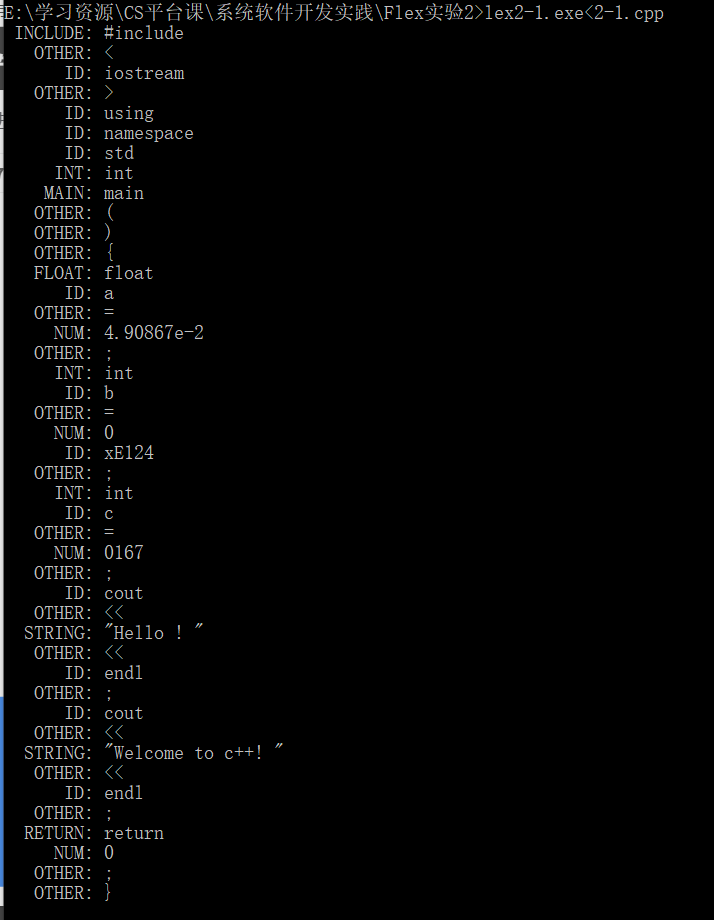 E:\学习资源\CS平台课\系统软件开发实践\Flex实验2>lex2-1.exe<2-1.cpp
INCLUDE: #include
OTHER: <
ID: iostream
OTHER: >
ID: using
ID: namespace
ID: std
INT: int
MAIN: main
OTHER: (
OTHER: )
OTHER: {
FLOAT: float
ID: a
OTHER: =
NUM: 4.90867e-2
OTHER: ;
INT: int
ID: b
OTHER: =
NUM: 0
ID: xE124
OTHER: ;
INT: int
ID: c
OTHER: =
NUM: 0167
OTHER: ;
ID: cout
OTHER: <<
STRING: "Hello ! "
OTHER: <<
ID: endl
OTHER: ;
ID: cout
OTHER: <<
STRING: "Welcome to c++! "
OTHER: <<
ID: endl
OTHER: ;
RETURN: return
NUM: 0
OTHER: ;
OTHER: }